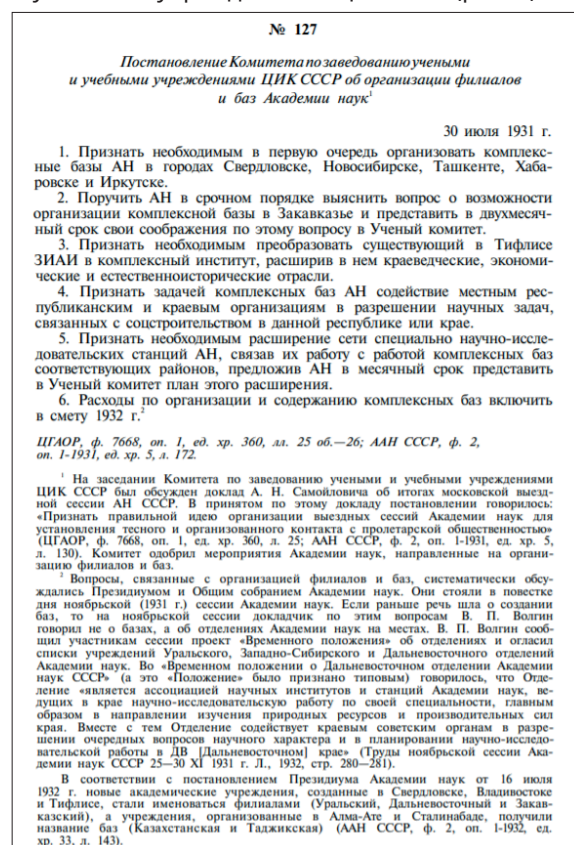 № 127
Постановление Комитета по заведованию учеными
и учебными учреждениями ЦИК СССР об организации филиалов
и баз Академии наук¹
30 июля 1931 г.
1. Признать необходимым в первую очередь организовать комплекс-
ные базы АН в городах Свердловске, Новосибирске, Ташкенте, Хаба-
ровске и Иркутске.
2. Поручить АН в срочном порядке выяснить вопрос о возможности
организации комплексной базы в Закавказье и представить в двухмесяч-
ный срок свои соображения по этому вопросу в Ученый комитет.
3. Признать необходимым преобразовать существующий в Тифлисе
ЗИАИ в комплексный институт, расширив в нем краеведческие, экономи-
ческие и естественноисторические отрасли.
4. Признать задачей комплексных баз АН содействие местным рес-
публиканским и краевым организациям в разрешении научных задач,
связанных с соцстроительством в данной республике или крае.
5. Признать необходимым расширение сети специально научно-иссле-
довательских станций АН, связав их работу с работой комплексных баз
соответствующих районов, предложив АН в месячный срок представить
в Ученый комитет план этого расширения.
6. Расходы по организации и содержанию комплексных баз включить
в смету 1932 г.²
ЦГАОР, ф. 7668, оп. 1, ед. хр. 360, лл. 25 об.—26; ААН СССР, ф. 2,
оп. 1-1931, ед. хр. 5, л. 172.
¹ На заседании Комитета по заведованию учеными и учебными учреждениями
ЦИК СССР был обсужден доклад А. Н. Самойловича об итогах московской выезд-
ной сессии АН СССР. В принятом по этому докладу постановлении говорилось:
«Признать правильной идею организации выездных сессий Академии наук для
установления тесного и организованного контакта с пролетарской общественностью»
(ЦГАОР, ф. 7668, оп. 1, ед. хр. 360, л. 25; ААН СССР, ф. 2, оп. 1-1931, ед. хр. 5,
л. 130). Комитет одобрил мероприятия Академии наук, направленные на органи-
зацию филиалов и баз.
² Вопросы, связанные с организацией филиалов и баз, систематически обсу-
ждались Президиумом и Общим собранием Академии наук. Они стояли в повестке
дня ноябрьской (1931 г.) сессии Академии наук. Если раньше речь шла о создании
баз, то на ноябрьской сессии докладчик по этим вопросам В. П. Волгин
говорил не о базах, а об отделениях Академии наук на местах. В. П. Волгин сооб-
щил участникам сессии проект «Временного положения» об отделениях и огласил
списки учреждений Уральского, Западно-Сибирского и Дальневосточного отделений
Академии наук. Во «Временном положении о Дальневосточном отделении Академии
наук СССР» (а это «Положение» было признано типовым) говорилось, что Отде-
ление «является ассоциацией научных институтов и станций Академии наук, ве-
дущих в крае научно-исследовательскую работу по своей специальности, главным
образом в направлении изучения природных ресурсов и производительных сил
края. Вместе с тем Отделение содействует краевым советским органам в разре-
шении очередных вопросов научного характера и в планировании научно-исследо-
вательской работы в ДВ [Дальневосточном] крае» (Труды ноябрьской сессии Ака-
демии наук СССР 25—30 XI 1931 г. Л., 1932, стр. 280—281).
В соответствии с постановлением Президиума Академии наук от 16 июля
1932 г. новые академические учреждения, созданные в Свердловске, Владивостоке
и Тифлисе, стали именоваться филиалами (Уральский, Дальневосточный и Закав-
казский), а учреждения, организованные в Алма-Ате и Сталинабаде, получили
название баз (Казахстанская и Таджикская) (ААН СССР, ф. 2, оп. 1-1932, ед.
хр. 33, л. 143).